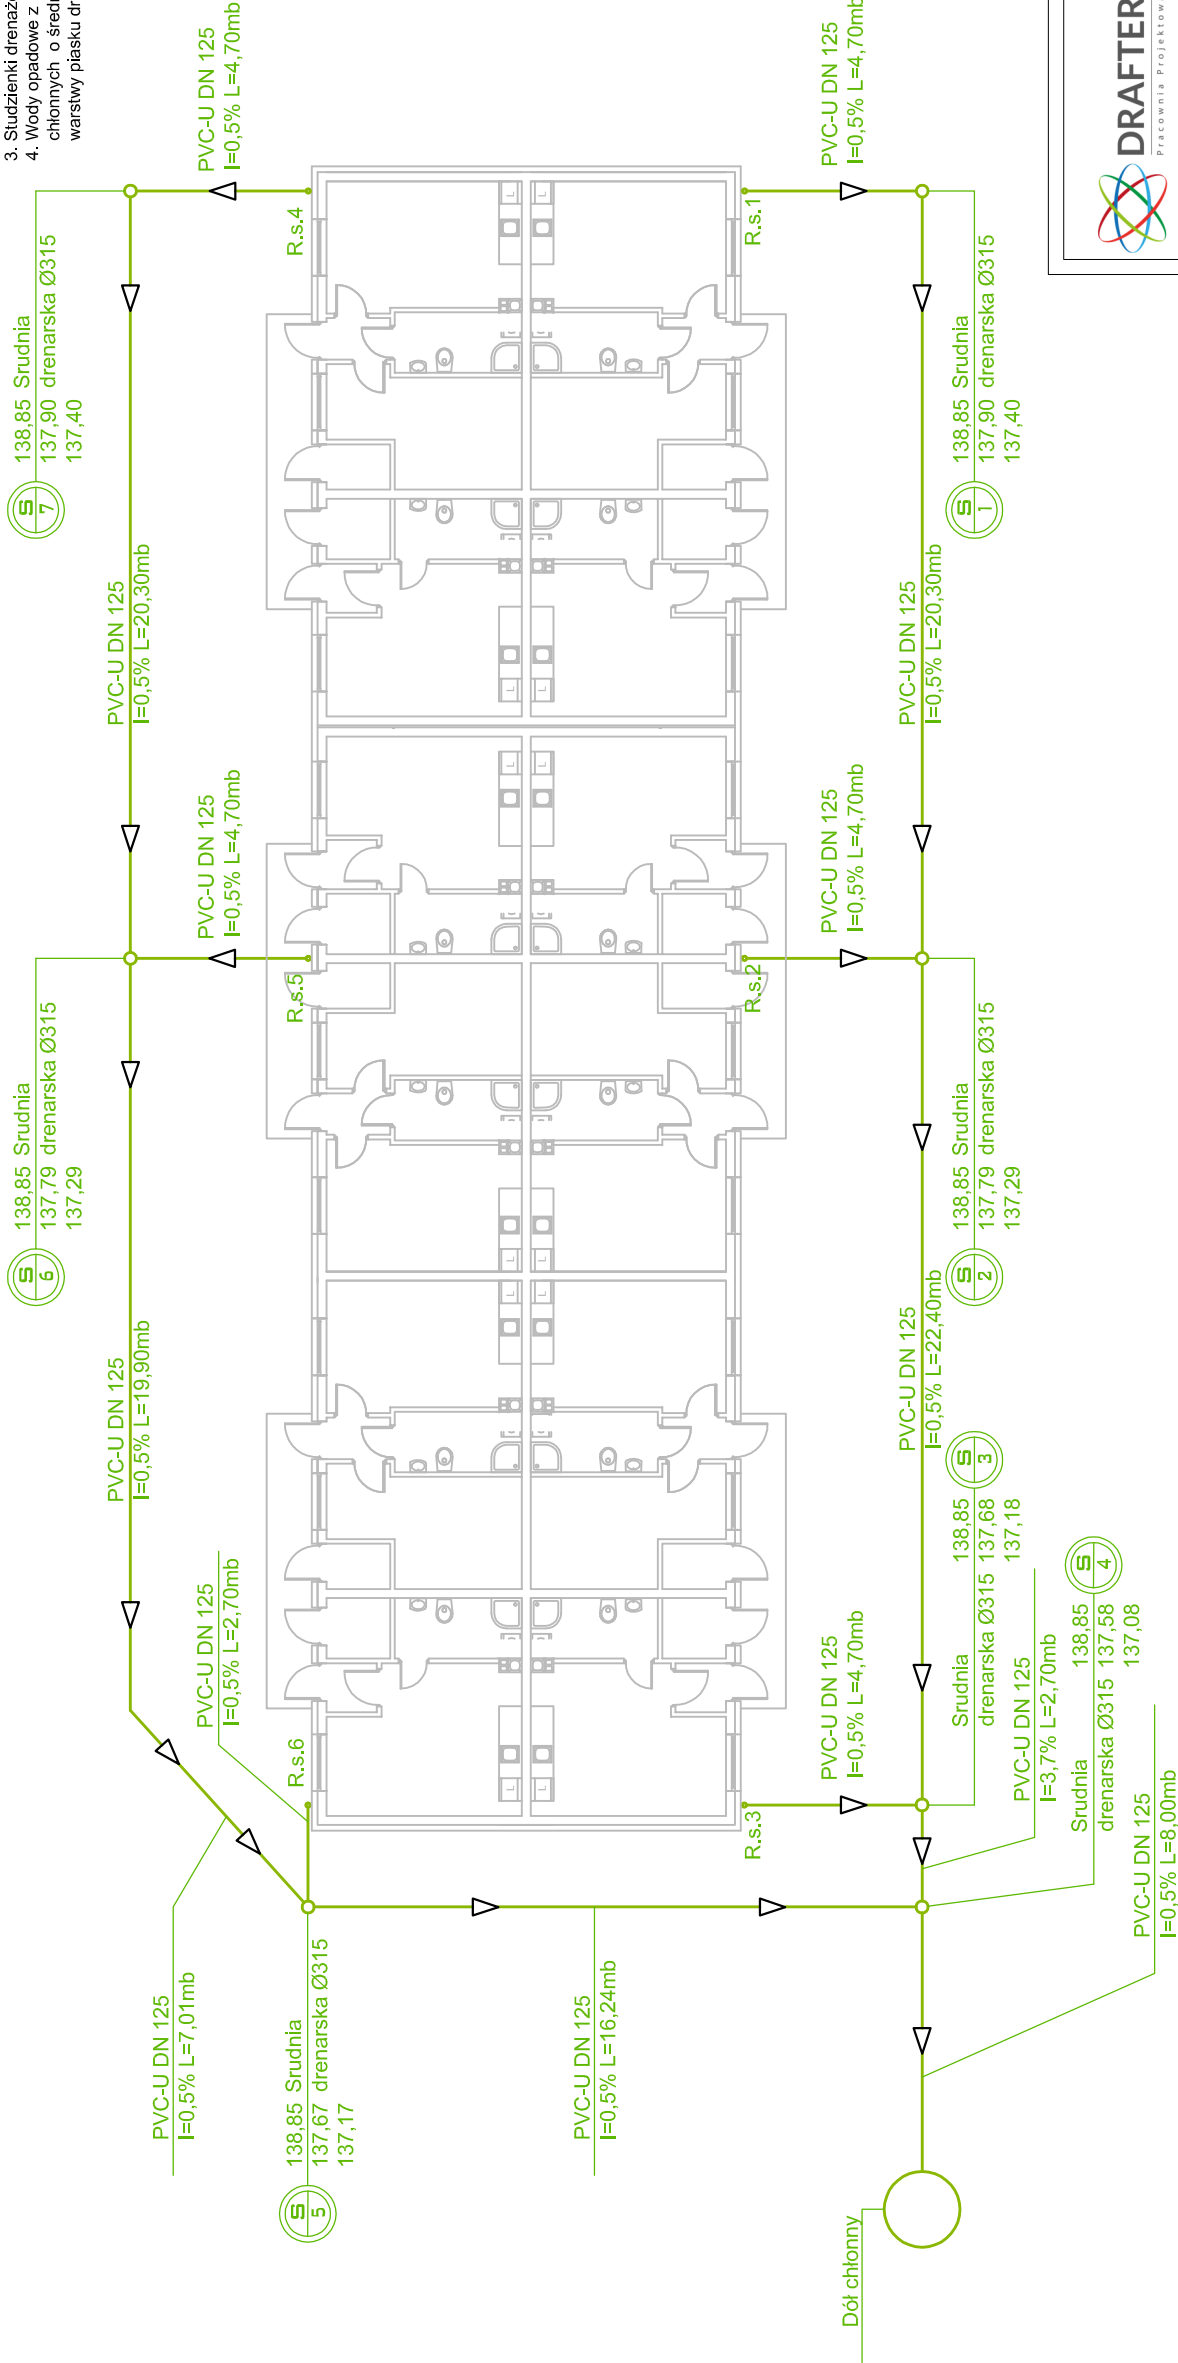 3. Studzienki drenaż
4. Wody opadowe z
chłonnych o śred
warstwy piasku dr
PVC-U DN 125
I=0,5% L=4,70mb
R.s.4
138,85 Srudnia
137,90 drenarska Ø315
137,40
S
7
PVC-U DN 125
I=0,5% L=20,30mb
PVC-U DN 125
I=0,5% L=4,70mb
R.s.5
138,85 Srudnia
137,79 drenarska Ø315
137,29
S
6
PVC-U DN 125
I=0,5% L=19,90mb
PVC-U DN 125
I=0,5% L=2,70mb
R.s.6
PVC-U DN 125
I=0,5% L=7,01mb
138,85 Srudnia
137,67 drenarska Ø315
137,17
S
5
PVC-U DN 125
I=0,5% L=16,24mb
PVC-U DN 125
I=0,5% L=4,70mb
R.s.1
138,85 Srudnia
137,90 drenarska Ø315
137,40
S
1
PVC-U DN 125
I=0,5% L=20,30mb
PVC-U DN 125
I=0,5% L=4,70mb
R.s.2
138,85 Srudnia
137,79 drenarska Ø315
137,29
S
2
PVC-U DN 125
I=0,5% L=22,40mb
S
3
Srudnia 138,85
drenarska Ø315 137,68
137,18
PVC-U DN 125
I=0,5% L=4,70mb
R.s.3
PVC-U DN 125
I=3,7% L=2,70mb
S
4
Srudnia 138,85
drenarska Ø315 137,58
137,08
PVC-U DN 125
I=0,5% L=8,00mb
Dół chłonny
DRAFTER
Pracownia Projektow
L
L
L
L
L
L
L
L
L
L
L
L